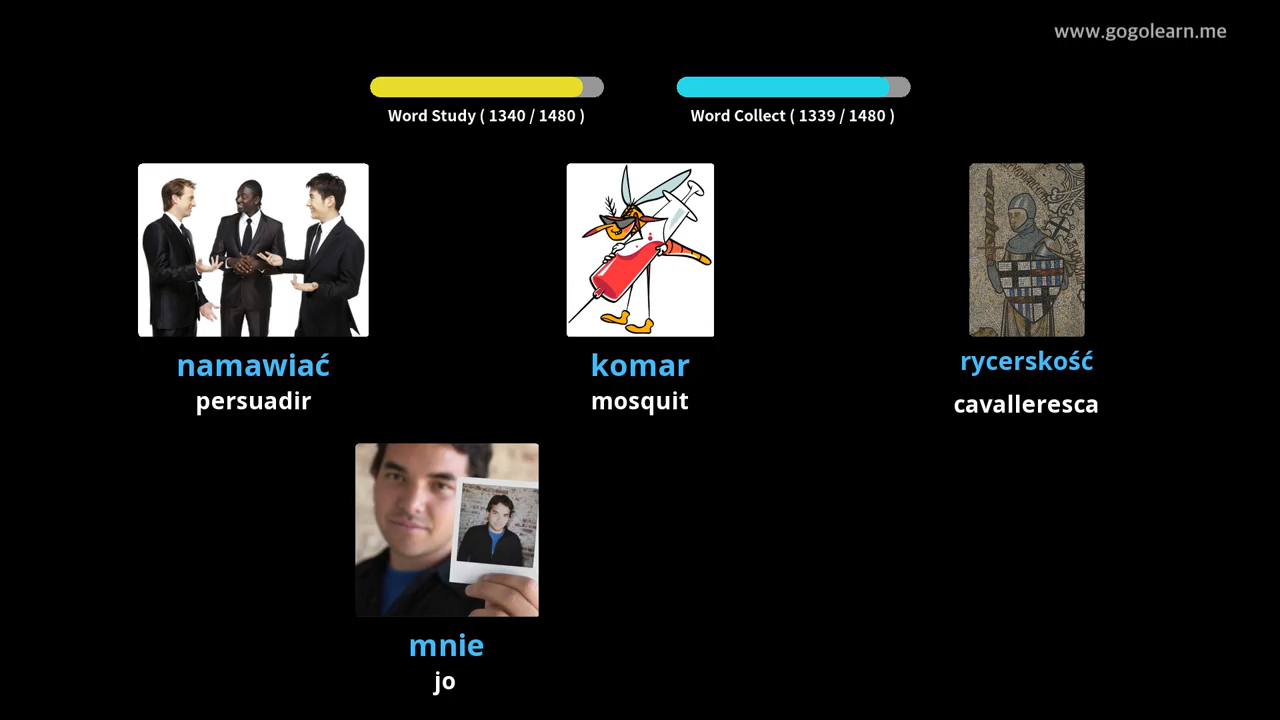 www.gogolearn.me
Word Study ( 1340 / 1480 )
Word Collect ( 1339 / 1480 )
namawiać
persuadir
komar
mosquit
rycerskość
cavalleresca
mnie
jo